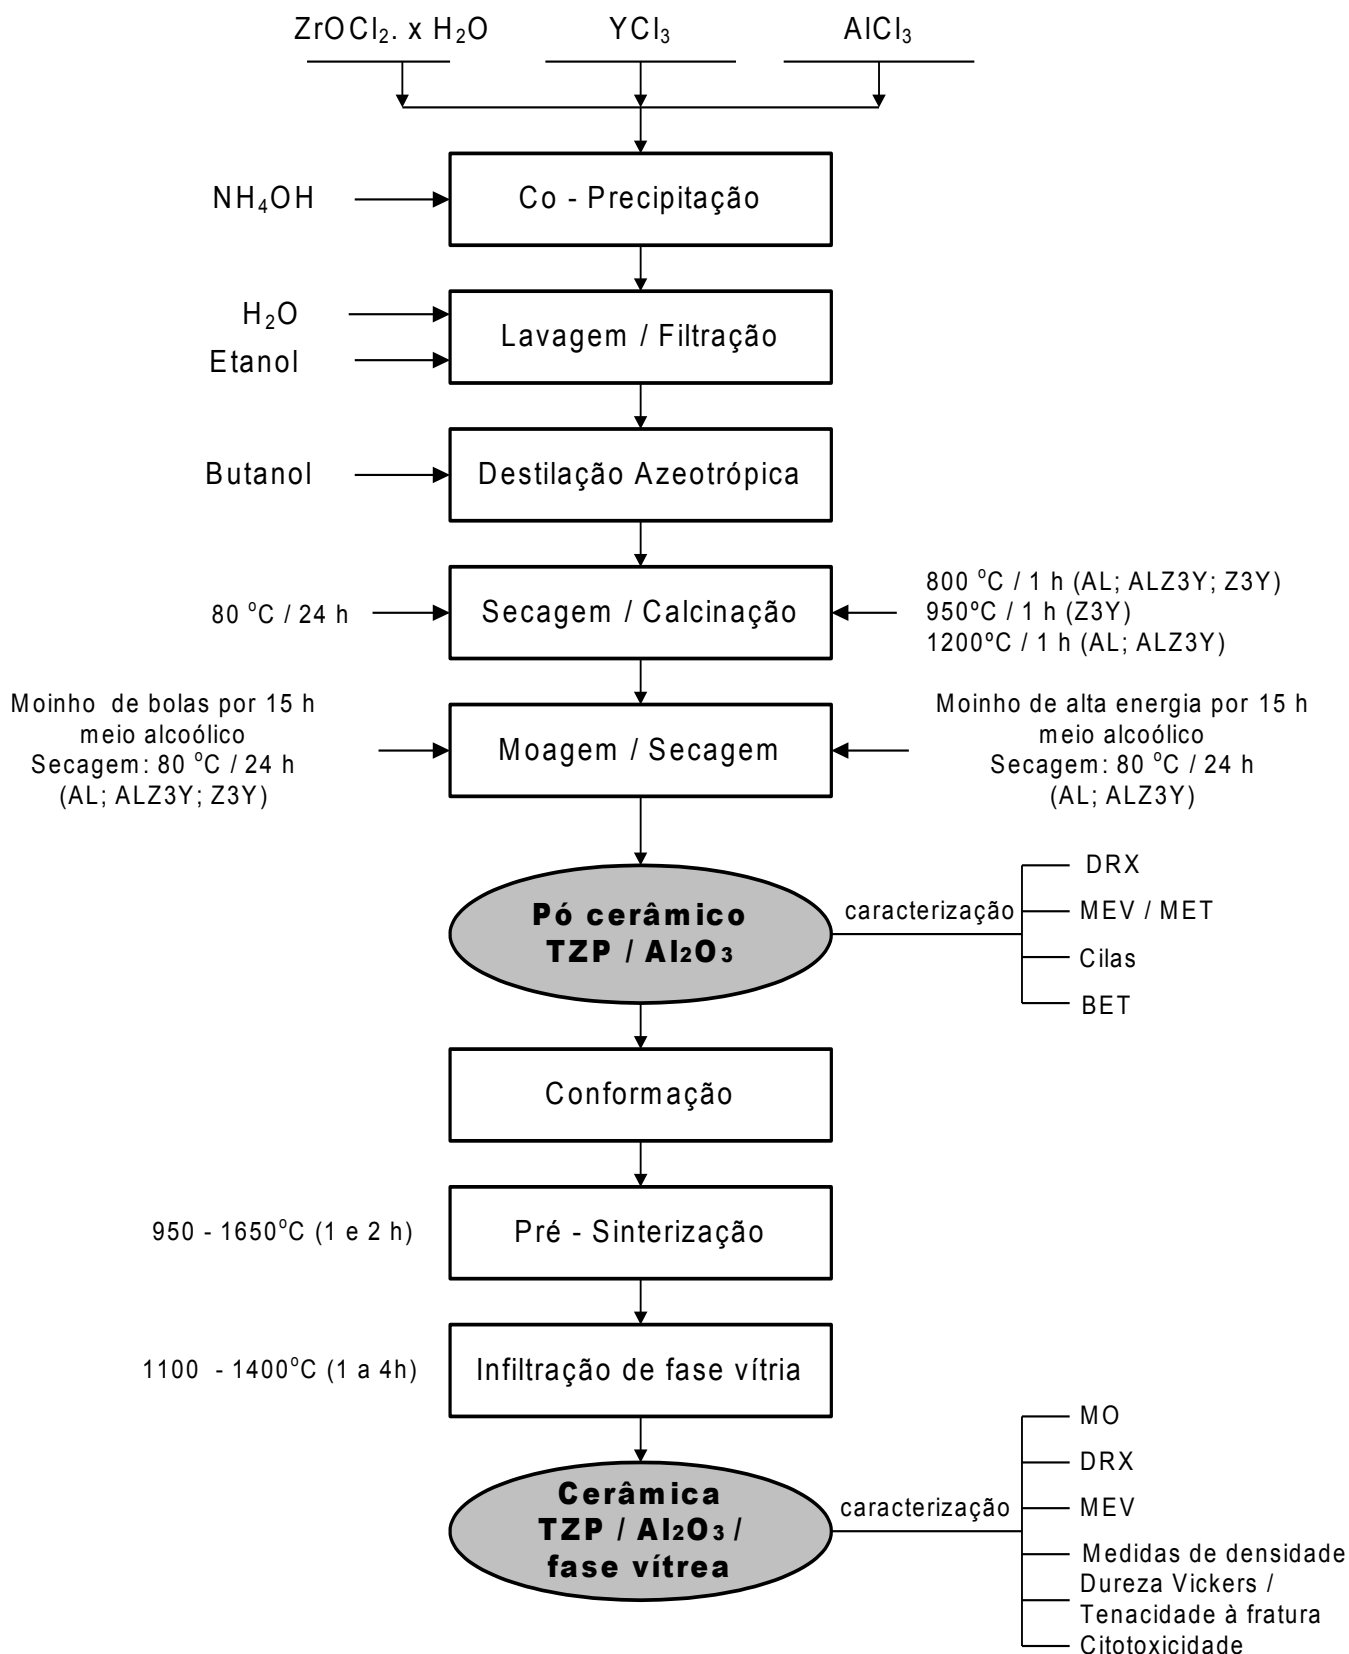 ZrOCl₂. x H₂O
YCl₃
AlCl₃
NH₄OH
Co - Precipitação
H₂O
Etanol
Lavagem / Filtração
Butanol
Destilação Azeotrópica
80 °C / 24 h
Secagem / Calcinação
800 °C / 1 h (AL; ALZ3Y; Z3Y)
950ºC / 1 h (Z3Y)
1200ºC / 1 h (AL; ALZ3Y)
Moinho de bolas por 15 h
meio alcoólico
Secagem: 80 °C / 24 h
(AL; ALZ3Y; Z3Y)
Moagem / Secagem
Moinho de alta energia por 15 h
meio alcoólico
Secagem: 80 °C / 24 h
(AL; ALZ3Y)
Pó cerâmico
TZP / Al₂O₃
caracterização
DRX
MEV / MET
Cilas
BET
Conformação
950 - 1650°C (1 e 2 h)
Pré - Sinterização
1100 - 1400°C (1 a 4h)
Infiltração de fase vítria
Cerâmica
TZP / Al₂O₃ /
fase vítrea
caracterização
MO
DRX
MEV
Medidas de densidade
Dureza Vickers /
Tenacidade à fratura
Citotoxicidade